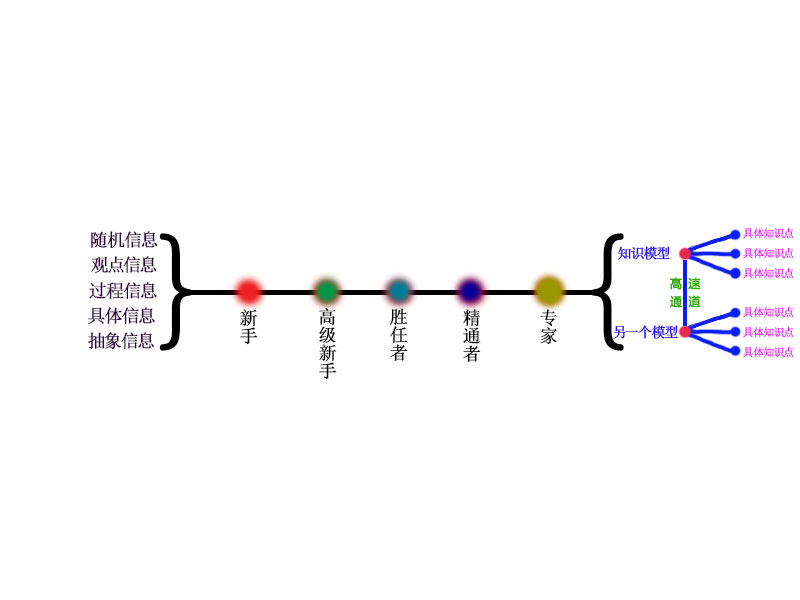 随机信息
观点信息
过程信息
具体信息
抽象信息
新手
高级新手
胜任者
精通者
专家
知识模型
具体知识点
具体知识点
具体知识点
高速
通道
另一个模型
具体知识点
具体知识点
具体知识点